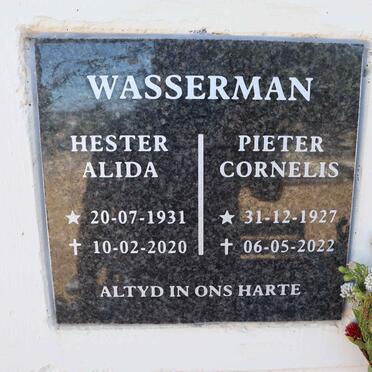 WASSERMAN
HESTER
ALIDA
★ 20-07-1931
✝ 10-02-2020
PIETER
CORNELIS
★ 31-12-1927
✝ 06-05-2022
ALTYD IN ONS HARTE